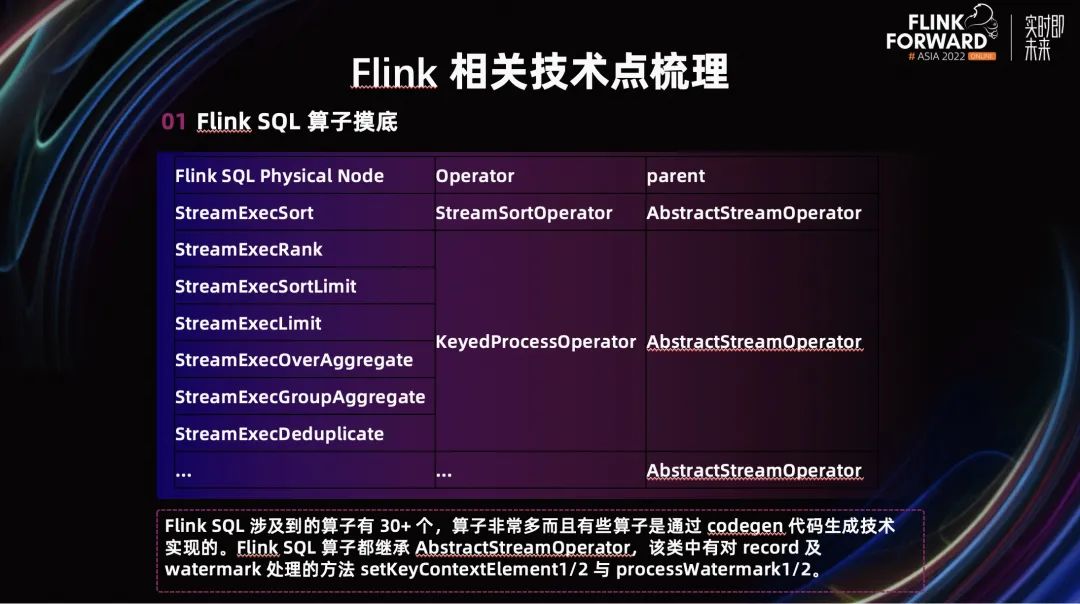 FLINK
FORWARD
# ASIA 2022 ONLINE
实时即
未来
Flink 相关技术点梳理
01 Flink SQL 算子摸底
Flink SQL Physical Node Operator parent
StreamExecSort StreamSortOperator AbstractStreamOperator
StreamExecRank
StreamExecSortLimit
StreamExecLimit
KeyedProcessOperator AbstractStreamOperator
StreamExecOverAggregate
StreamExecGroupAggregate
StreamExecDeduplicate
... ... AbstractStreamOperator
Flink SQL 涉及到的算子有 30+ 个，算子非常多而且有些算子是通过 codegen 代码生成技术
实现的。Flink SQL 算子都继承 AbstractStreamOperator，该类中有对 record 及
watermark 处理的方法 setKeyContextElement1/2 与 processWatermark1/2。